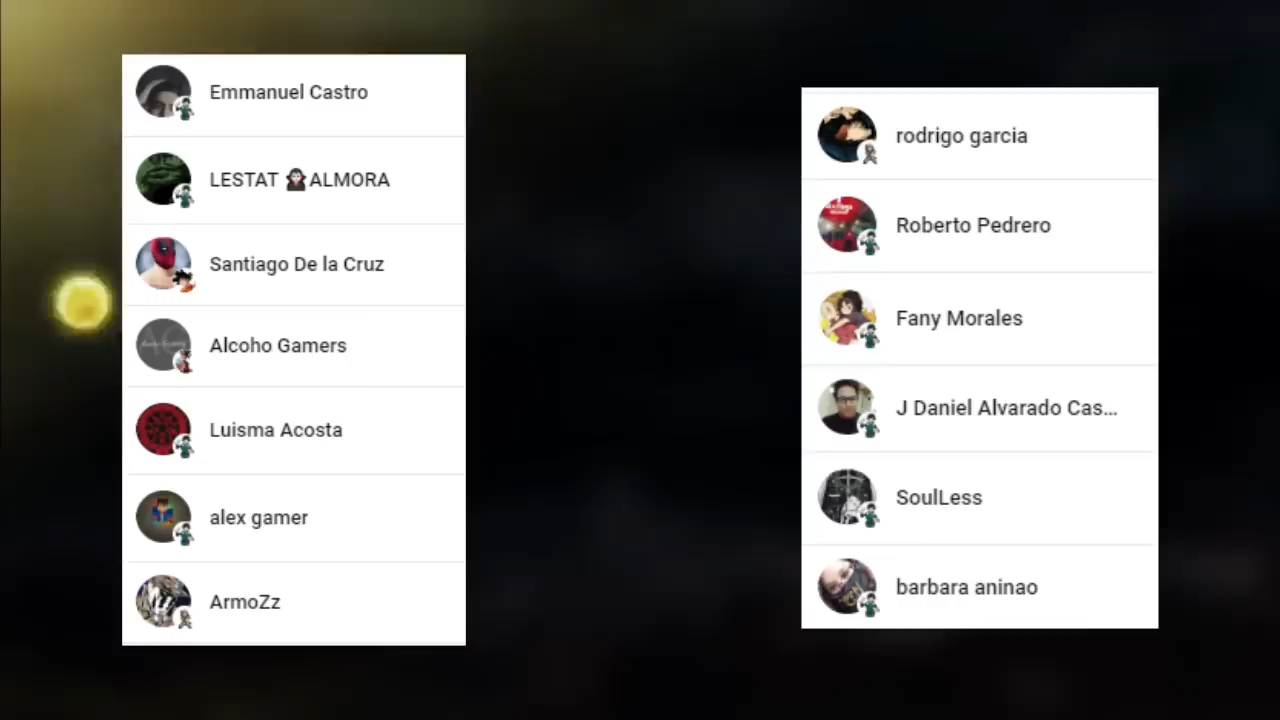 Emmanuel Castro
LESTAT 🧛ALMORA
Santiago De la Cruz
Alcoho Gamers
Luisma Acosta
alex gamer
ArmoZz
rodrigo garcia
Roberto Pedrero
Fany Morales
J Daniel Alvarado Cas...
SoulLess
barbara aninao